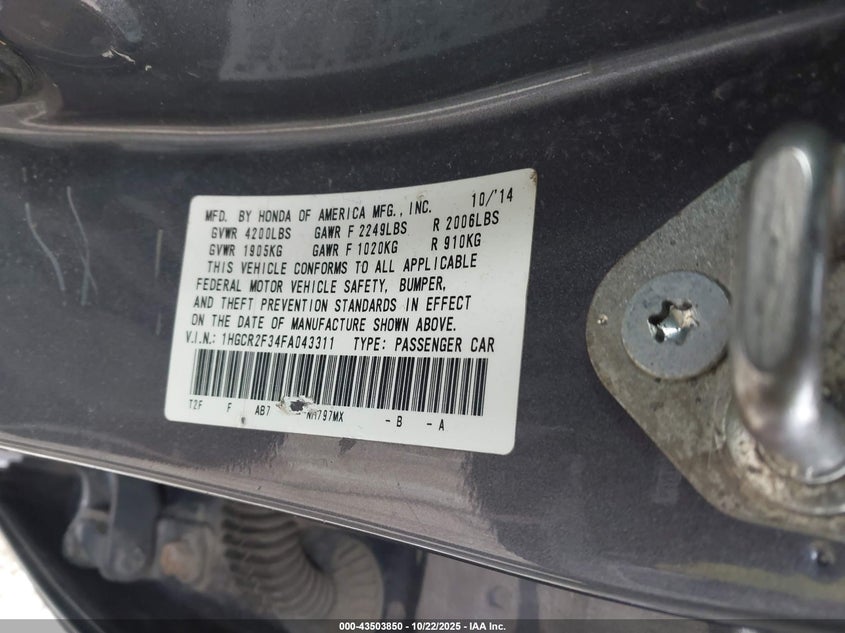 MFD. BY HONDA OF AMERICA MFG., INC. 10/'14
GVWR 4200LBS GAWR F 2249LBS R 2006LBS
GVWR 1905KG GAWR F 1020KG R 910KG
THIS VEHICLE CONFORMS TO ALL APPLICABLE
FEDERAL MOTOR VEHICLE SAFETY, BUMPER,
AND THEFT PREVENTION STANDARDS IN EFFECT
ON THE DATE OF MANUFACTURE SHOWN ABOVE.
V.I.N.: 1HGCR2F34FA043311 TYPE: PASSENGER CAR
T2F F AB7 NH797MX -B -A
000-43503850 | 10/22/2025 - IAA Inc.